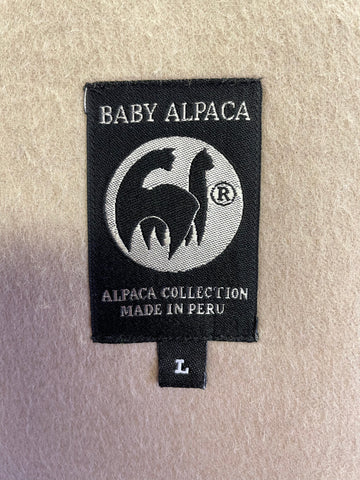 BABY ALPACA
®
ALPACA COLLECTION
MADE IN PERU
L